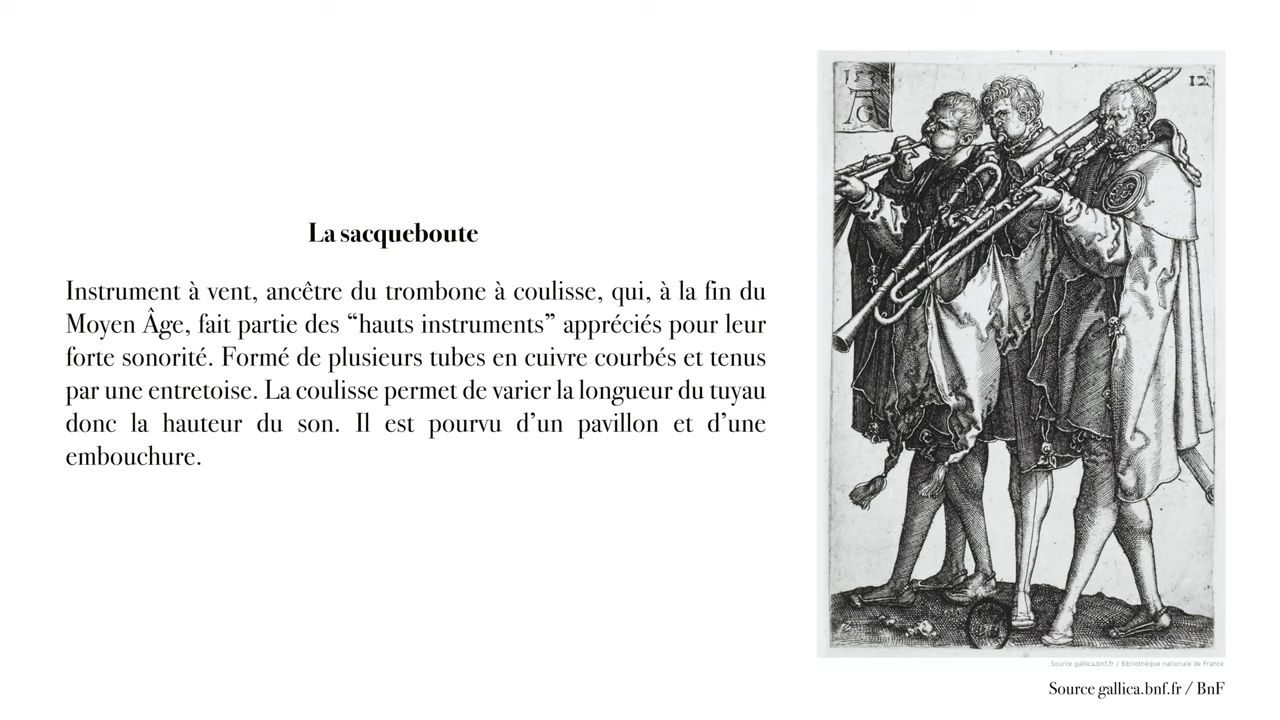 La sacqueboute
Instrument à vent, ancêtre du trombone à coulisse, qui, à la fin du
Moyen Âge, fait partie des “hauts instruments” appréciés pour leur
forte sonorité. Formé de plusieurs tubes en cuivre courbés et tenus
par une entretoise. La coulisse permet de varier la longueur du tuyau
donc la hauteur du son. Il est pourvu d’un pavillon et d’une
embouchure.
12
AG
Source gallica.bnf.fr / Bibliothèque nationale de France
Source gallica.bnf.fr / BnF